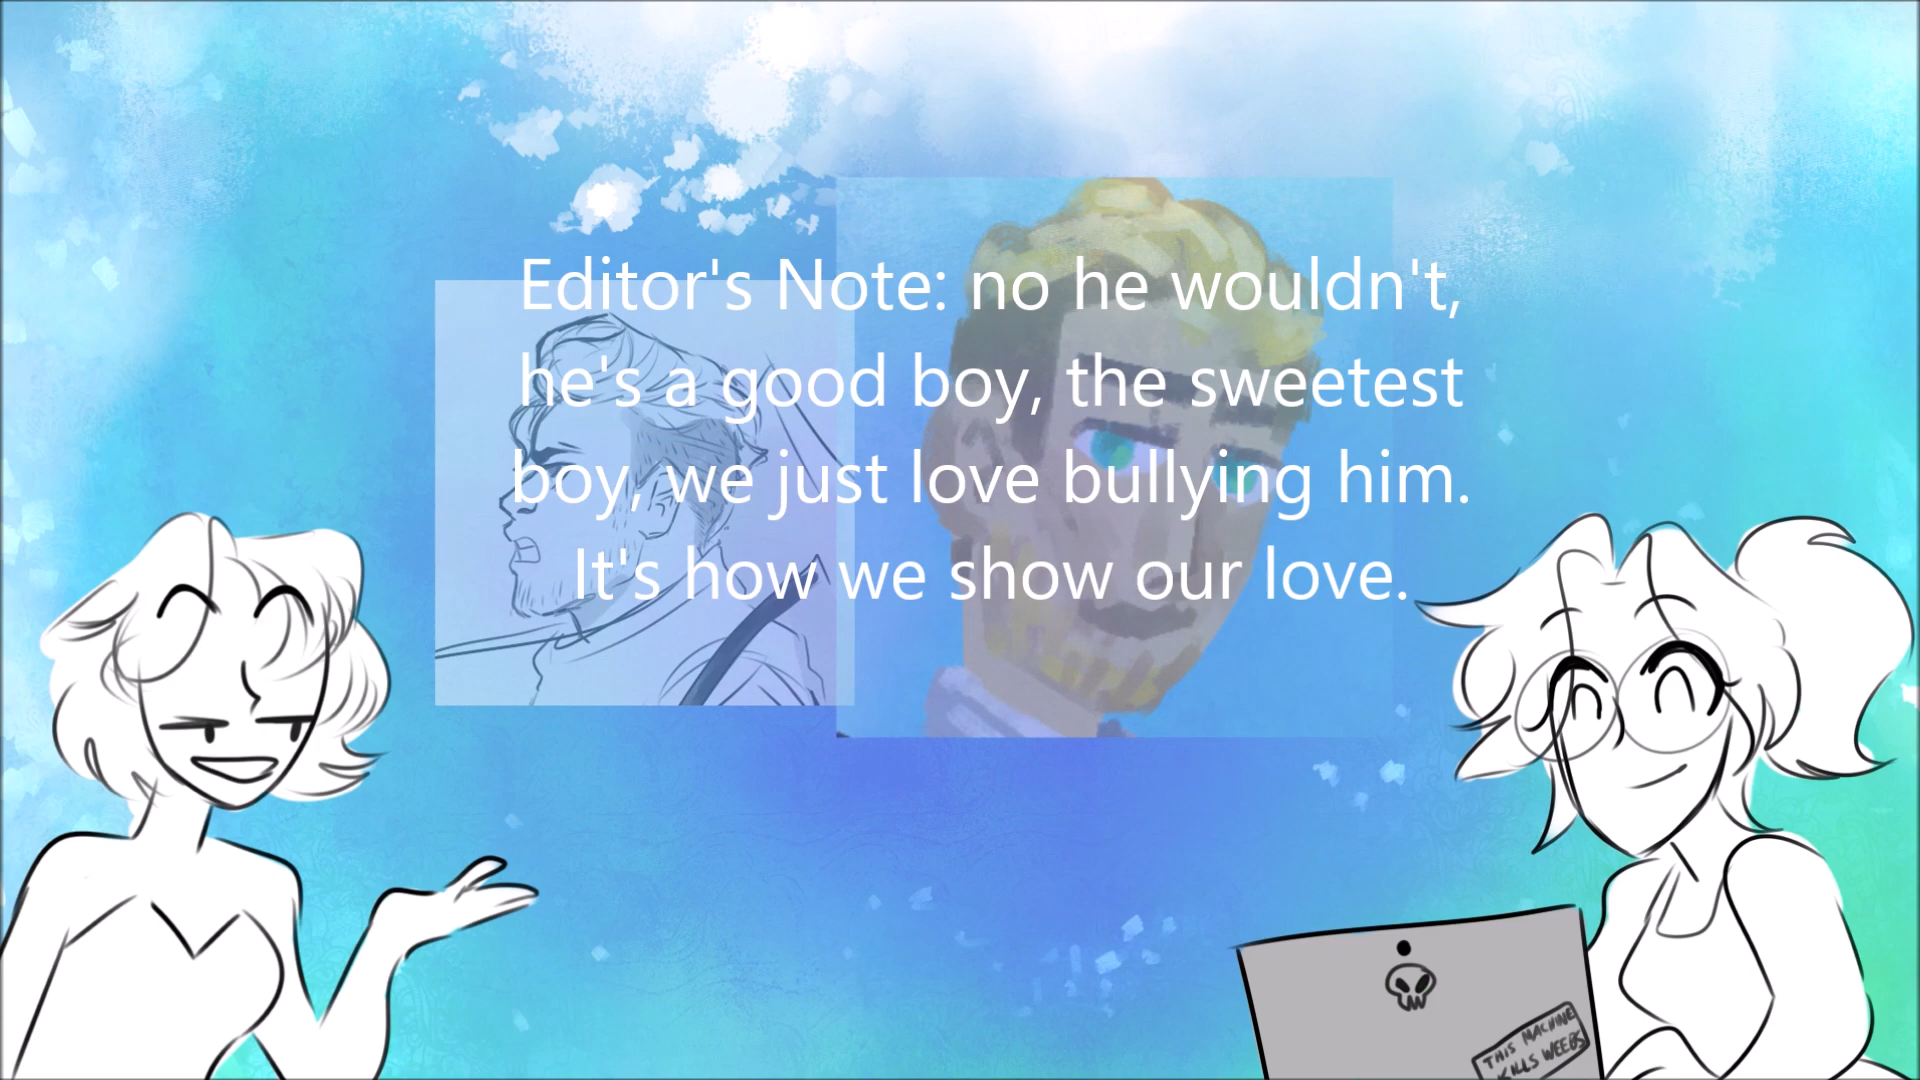 Editor's Note: no he wouldn't,
he's a good boy, the sweetest
boy, we just love bullying him.
It's how we show our love.
THIS MACHINE
KILLS WEEBS